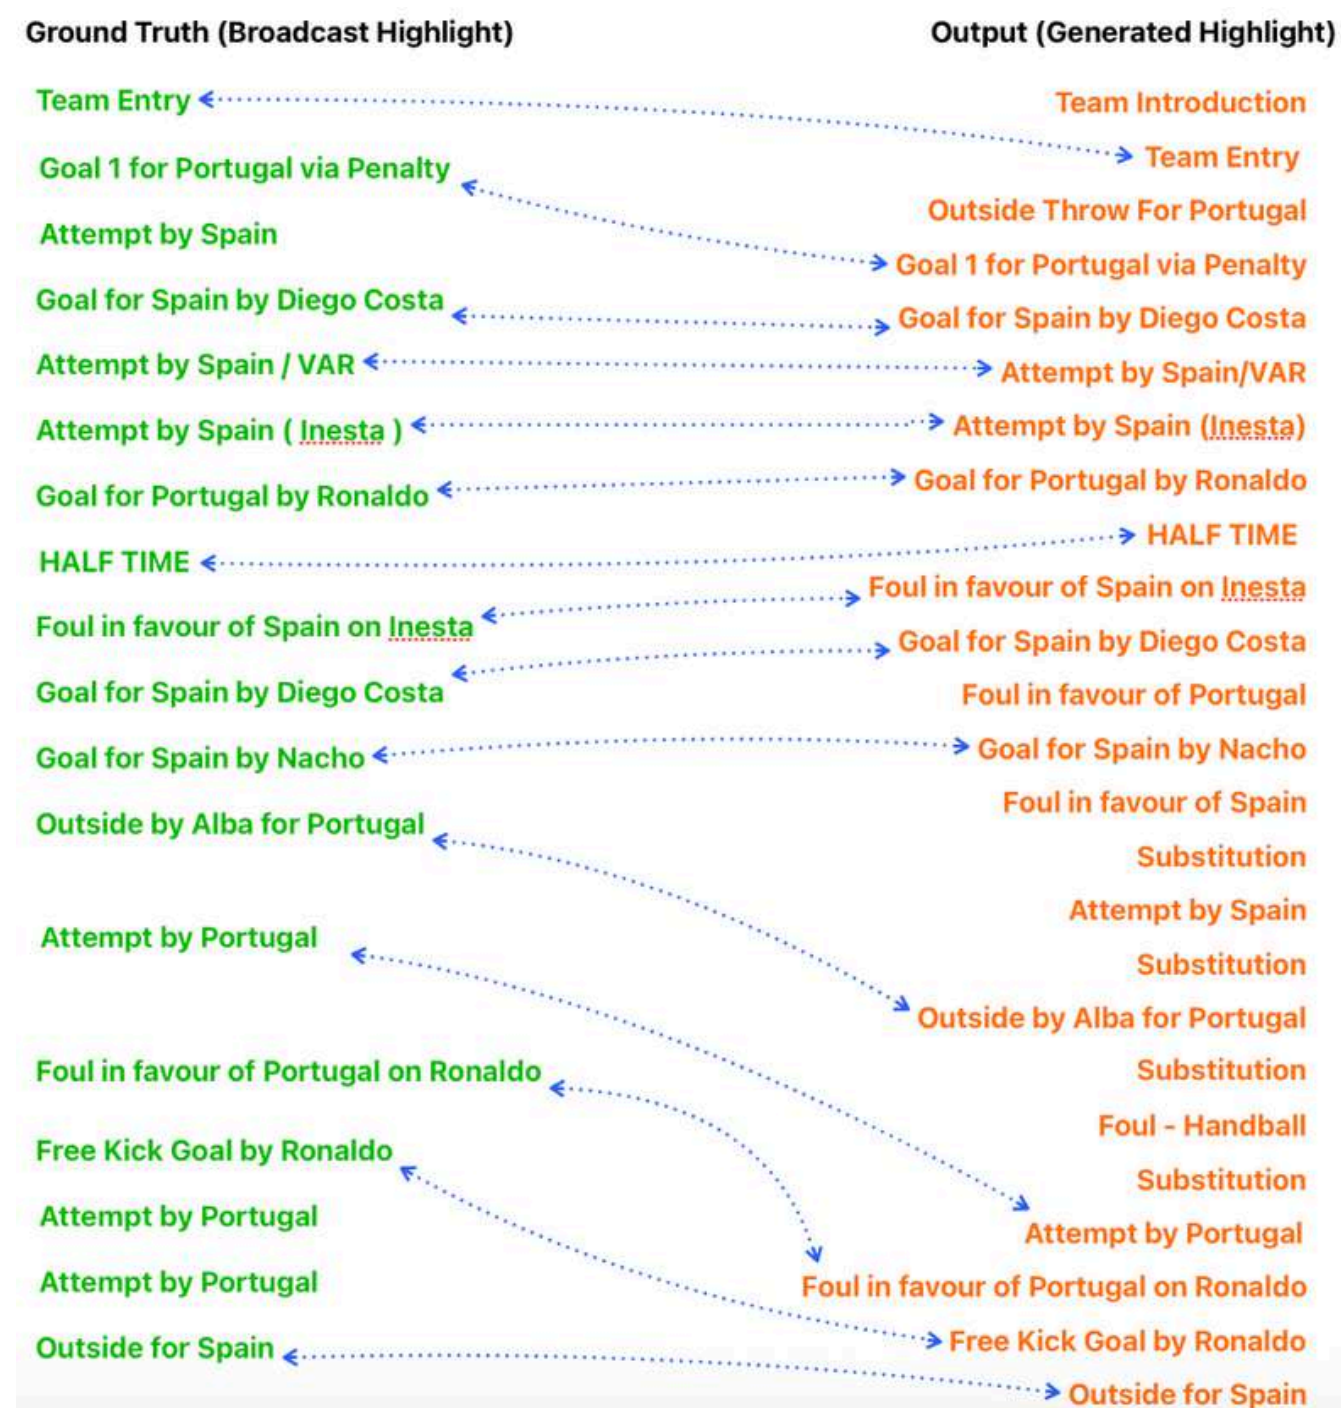 Ground Truth (Broadcast Highlight)
Team Entry
Goal 1 for Portugal via Penalty
Attempt by Spain
Goal for Spain by Diego Costa
Attempt by Spain / VAR
Attempt by Spain ( Inesta )
Goal for Portugal by Ronaldo
HALF TIME
Foul in favour of Spain on Inesta
Goal for Spain by Diego Costa
Goal for Spain by Nacho
Outside by Alba for Portugal
Attempt by Portugal
Foul in favour of Portugal on Ronaldo
Free Kick Goal by Ronaldo
Attempt by Portugal
Attempt by Portugal
Outside for Spain
Output (Generated Highlight)
Team Introduction
Team Entry
Outside Throw For Portugal
Goal 1 for Portugal via Penalty
Goal for Spain by Diego Costa
Attempt by Spain/VAR
Attempt by Spain (Inesta)
Goal for Portugal by Ronaldo
HALF TIME
Foul in favour of Spain on Inesta
Goal for Spain by Diego Costa
Foul in favour of Portugal
Goal for Spain by Nacho
Foul in favour of Spain
Substitution
Attempt by Spain
Substitution
Outside by Alba for Portugal
Substitution
Foul - Handball
Substitution
Attempt by Portugal
Foul in favour of Portugal on Ronaldo
Free Kick Goal by Ronaldo
Outside for Spain